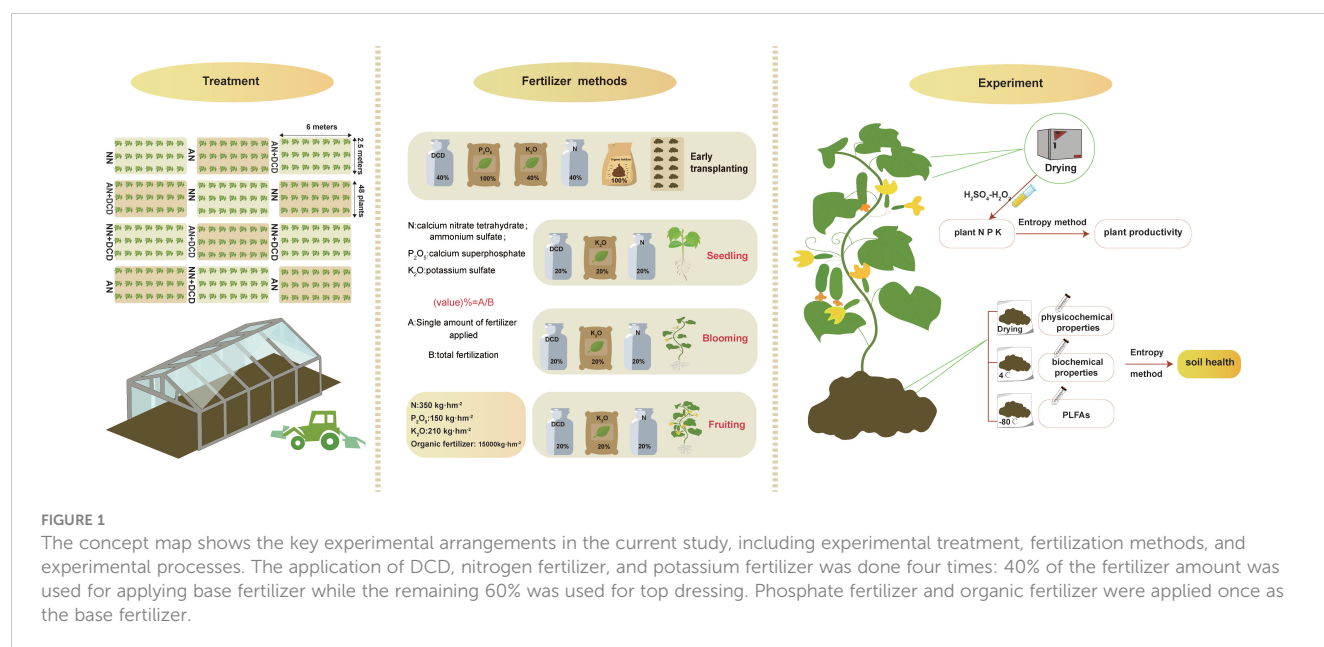 Treatment
6 meters
2.5 meters
48 plants
NN
AN
AN+DCD
AN+DCD
NN
NN
NN+DCD
AN+DCD
NN+DCD
AN
NN+DCD
AN
Fertilizer methods
DCD
40%
P₂O₅
100%
K₂O
40%
N
40%
Organic fertilizer
100%
Early
transplanting
N:calcium nitrate tetrahydrate;
ammonium sulfate;
P₂O₅:calcium superphosphate
K₂O:potassium sulfate
DCD
20%
K₂O
20%
N
20%
Seedling
(value)%=A/B
A:Single amount of fertilizer
applied
B:total fertilization
DCD
20%
K₂O
20%
N
20%
Blooming
N:350 kg·hm⁻²
P₂O₅:150 kg·hm⁻²
K₂O:210 kg·hm⁻²
Organic fertilizer: 15000kg·hm⁻²
DCD
20%
K₂O
20%
N
20%
Fruiting
Experiment
1
Drying
H₂SO₄-H₂O₂
plant N P K
Entropy method
plant productivity
Drying
physicochemical
properties
4 C
biochemical
properties
-80 C
PLFAs
Entropy
method
soil health
FIGURE 1
The concept map shows the key experimental arrangements in the current study, including experimental treatment, fertilization methods, and
experimental processes. The application of DCD, nitrogen fertilizer, and potassium fertilizer was done four times: 40% of the fertilizer amount was
used for applying base fertilizer while the remaining 60% was used for top dressing. Phosphate fertilizer and organic fertilizer were applied once as
the base fertilizer.